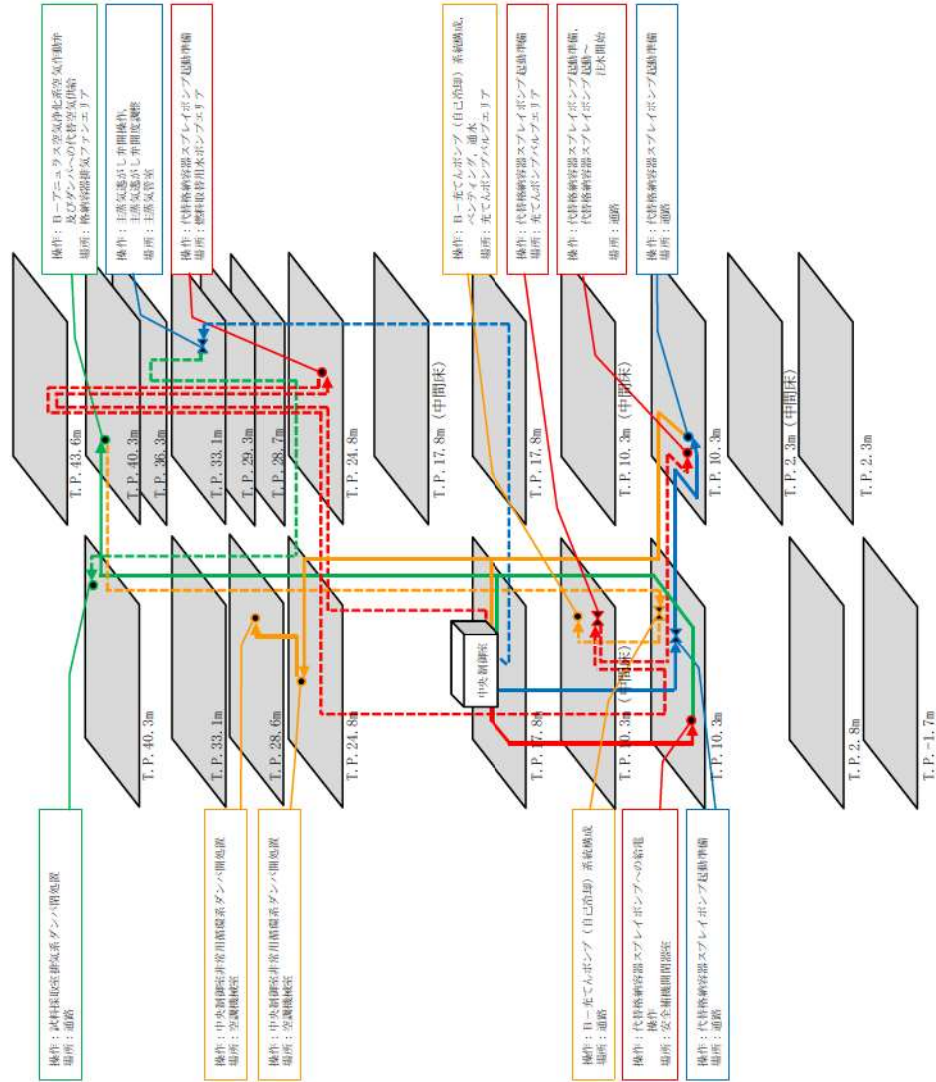 操作：B－アニュラス空気浄化系空気作動弁
及びダンパへの代替空気供給
場所：格納容器排気ファンエリア
操作：主蒸気逃がし弁開操作，
主蒸気逃がし弁開度調整
場所：主蒸気管室
操作：代替格納容器スプレイポンプ起動準備
場所：燃料取替用水ポンプエリア
操作：B－充てんポンプ（自己冷却）系統構成，
ベンティング，通水
場所：充てんポンプバルブエリア
操作：代替格納容器スプレイポンプ起動準備
場所：充てんポンプバルブエリア
操作：代替格納容器スプレイポンプ起動準備，
代替格納容器スプレイポンプ起動～
注水開始
場所：通路
操作：代替格納容器スプレイポンプ起動準備
場所：通路
T.P.43.6m
T.P.40.3m
T.P.36.3m
T.P.33.1m
T.P.29.3m
T.P.28.7m
T.P.24.8m
T.P.17.8m（中間床）
T.P.17.8m
T.P.10.3m（中間床）
T.P.10.3m
T.P.2.3m（中間床）
T.P.2.3m
中央制御室
T.P.40.3m
T.P.33.1m
T.P.28.6m
T.P.24.8m
T.P.17.8m
T.P.10.3m（中間床）
T.P.10.3m
T.P.2.8m
T.P.-1.7m
操作：試料採取室排気系ダンパ閉処置
場所：通路
操作：中央制御室非常用循環系ダンパ開処置
場所：空調機械室
操作：中央制御室非常用循環系ダンパ開処置
場所：空調機械室
操作：B－充てんポンプ（自己冷却）系統構成
場所：通路
操作：代替格納容器スプレイポンプへの給電
操作
場所：安全補機開閉器室
操作：代替格納容器スプレイポンプ起動準備
場所：通路